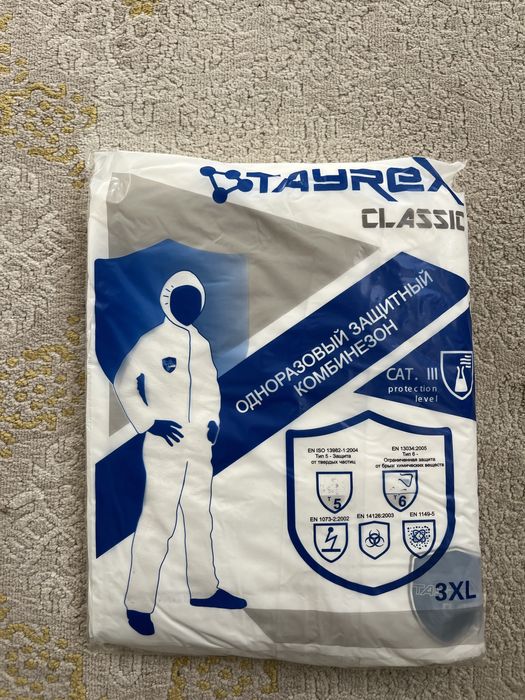 TAYREX
CLASSIC
ОДНОРАЗОВЫЙ ЗАЩИТНЫЙ
КОМБИНЕЗОН
CAT. III
protection
level
EN ISO 13982-1:2004
Тип 5 - Защита
от твердых частиц
EN 13034:2005
Тип 6 -
Ограниченная защита
от брызг химических веществ
T 5
T 6
EN 1073-2:2002
EN 14126:2003
EN 1149-5
3XL